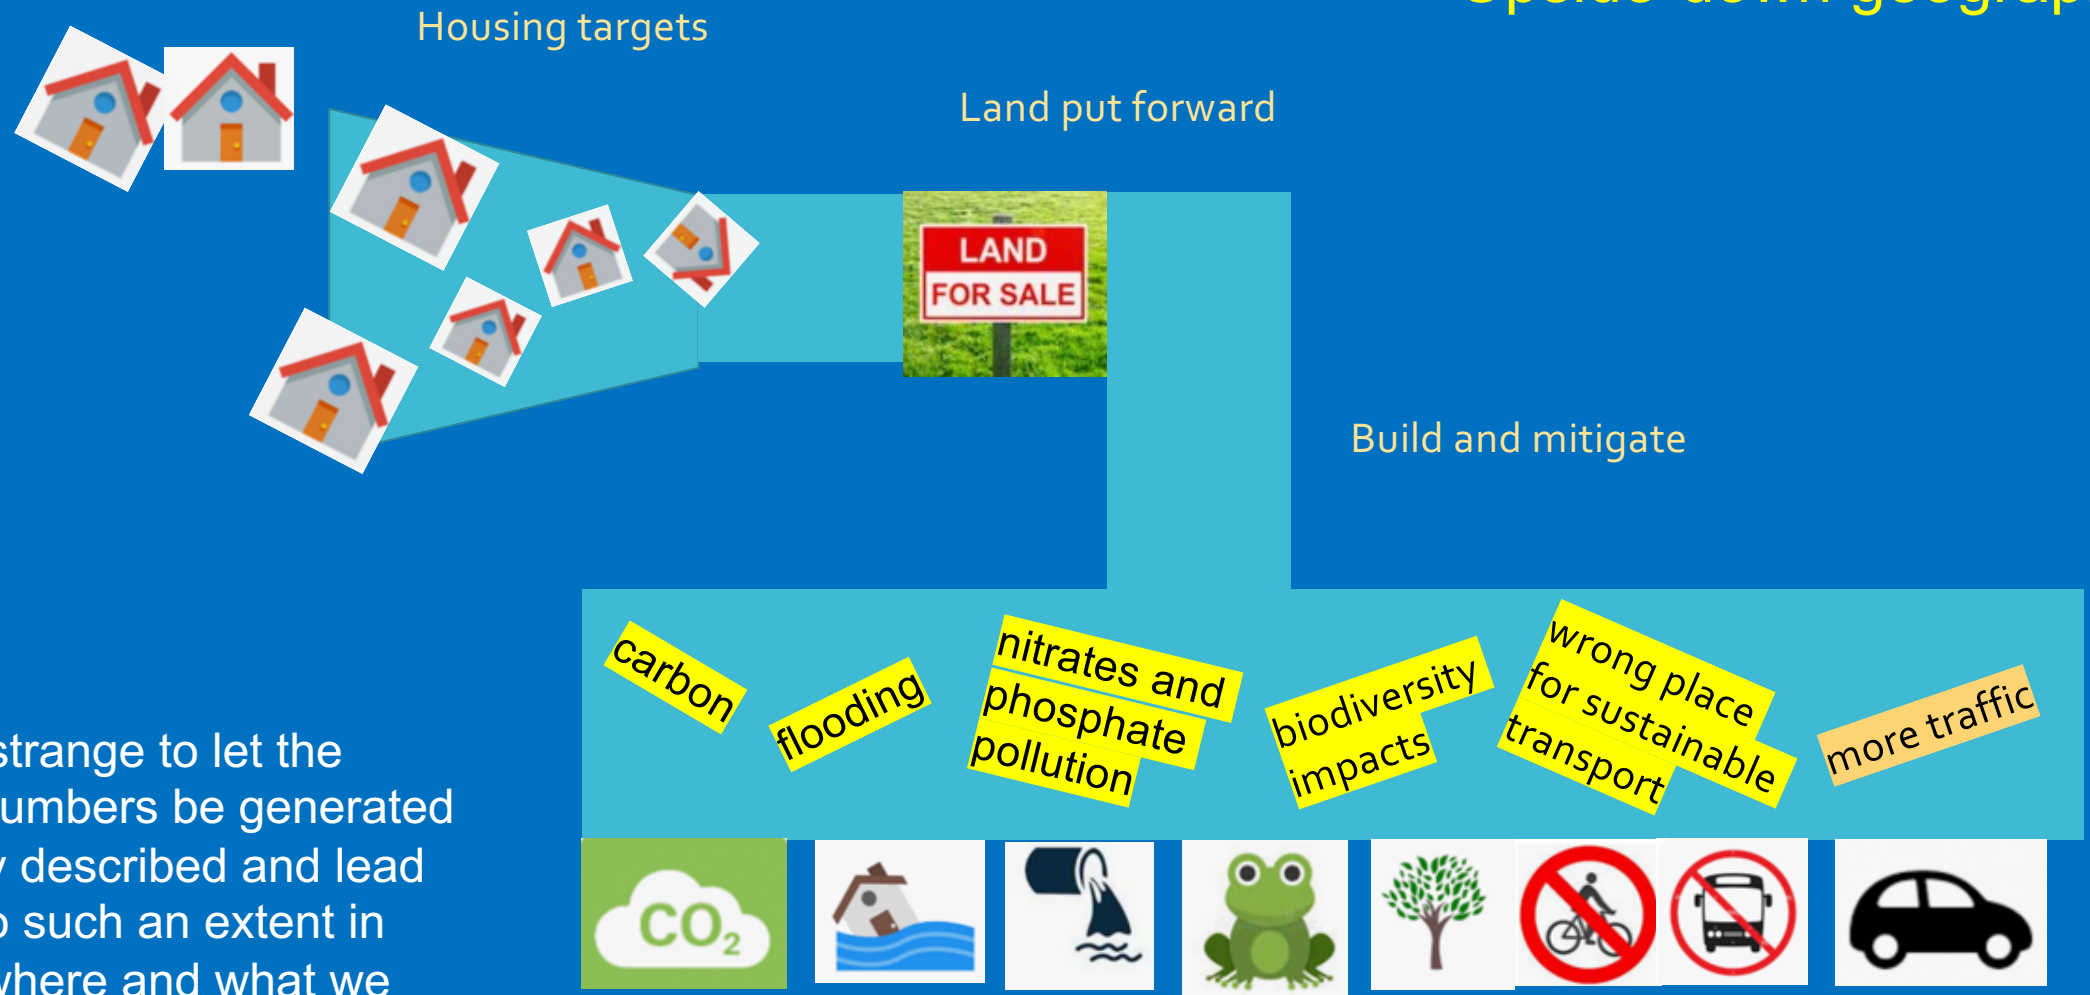 Housing targets
Land put forward
LAND
FOR SALE
Build and mitigate
carbon
flooding
nitrates and
phosphate
pollution
biodiversity
impacts
wrong place
for sustainable
transport
more traffic
strange to let the
umbers be generated
described and lead
such an extent in
where and what we
CO₂